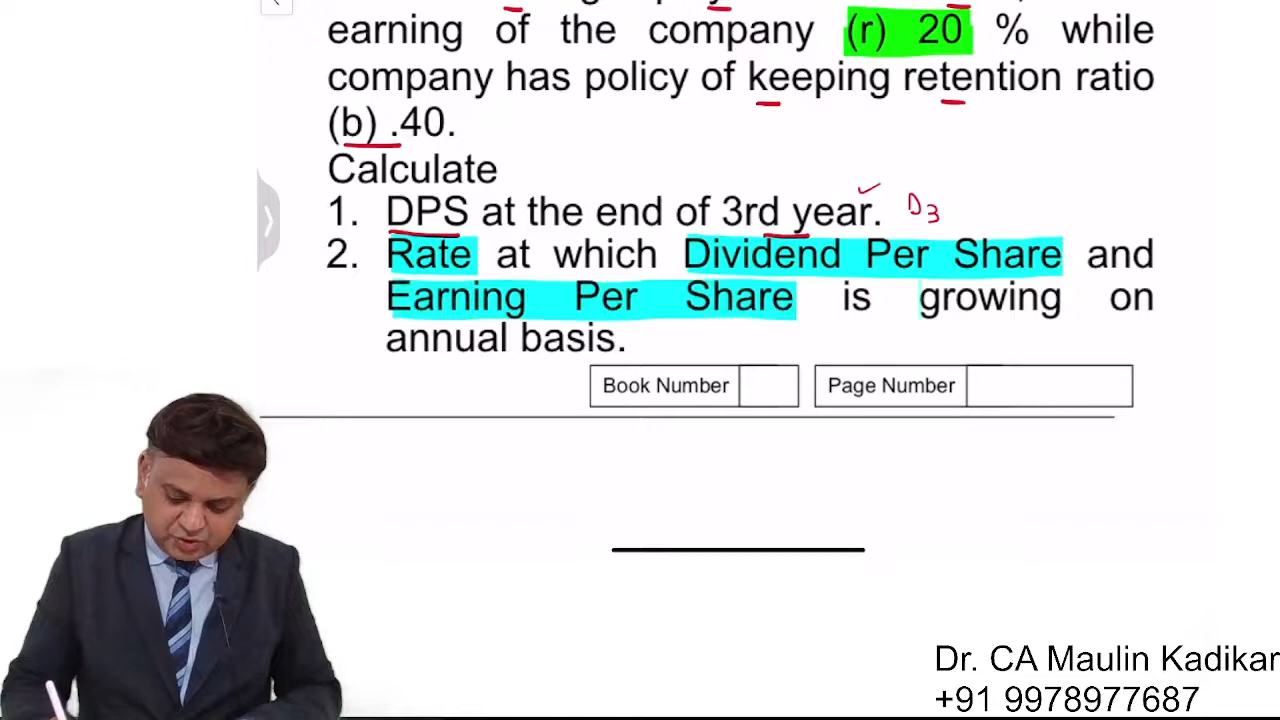 earning of the company (r) 20 % while
company has policy of keeping retention ratio
(b) .40.
Calculate
1. DPS at the end of 3rd year. D3
2. Rate at which Dividend Per Share and
Earning Per Share is growing on
annual basis.
Book Number Page Number
Dr. CA Maulin Kadikar
+91 9978977687